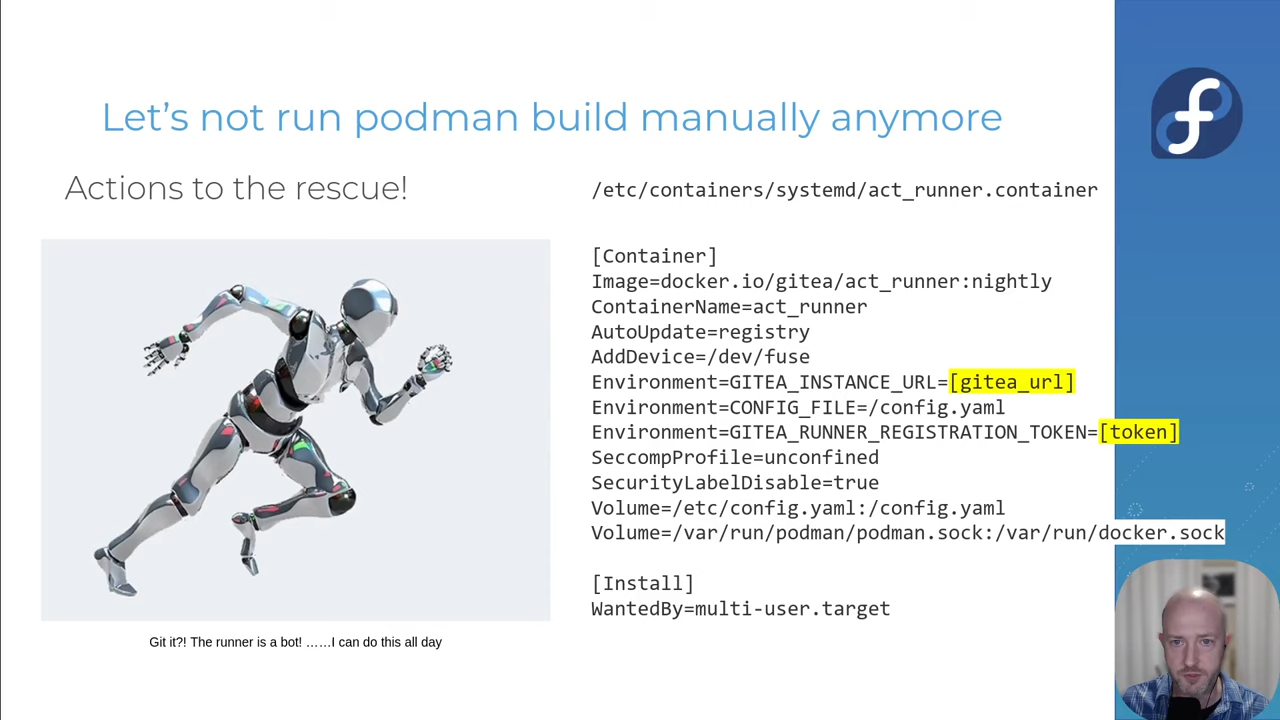 Let’s not run podman build manually anymore
Actions to the rescue!
Git it?! The runner is a bot! ……I can do this all day
/etc/containers/systemd/act_runner.container
[Container]
Image=docker.io/gitea/act_runner:nightly
ContainerName=act_runner
AutoUpdate=registry
AddDevice=/dev/fuse
Environment=GITEA_INSTANCE_URL=[gitea_url]
Environment=CONFIG_FILE=/config.yaml
Environment=GITEA_RUNNER_REGISTRATION_TOKEN=[token]
SeccompProfile=unconfined
SecurityLabelDisable=true
Volume=/etc/config.yaml:/config.yaml
Volume=/var/run/podman/podman.sock:/var/run/docker.sock
[Install]
WantedBy=multi-user.target